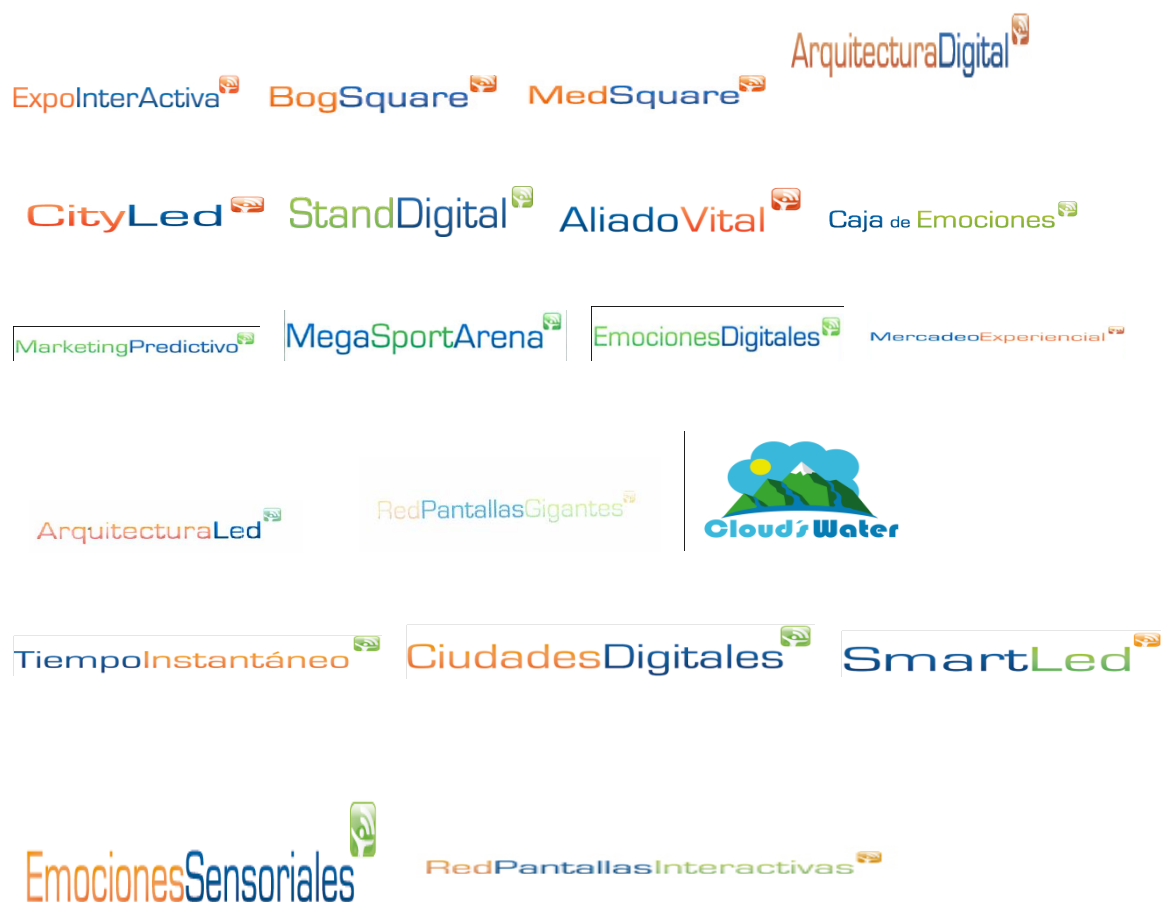 ArquitecturaDigital
ExpoInterActiva
BogSquare
MedSquare
CityLed
StandDigital
AliadoVital
Caja de Emociones
MarketingPredictivo
MegaSportArena
EmocionesDigitales
MercadeoExperiencial
ArquitecturaLed
RedPantallasGigantes
Cloud'sWater
TiempoInstantáneo
CiudadesDigitales
SmartLed
EmocionesSensoriales
RedPantallasInteractivas